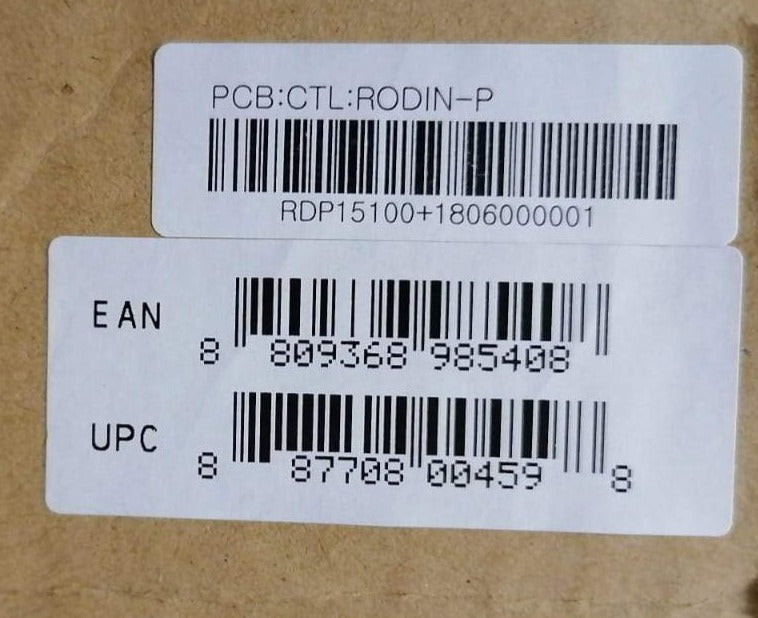 PCB:CTL:RODIN-P
RDP15100+1806000001
EAN
8 809368 985408
UPC
8 87708 00459 8